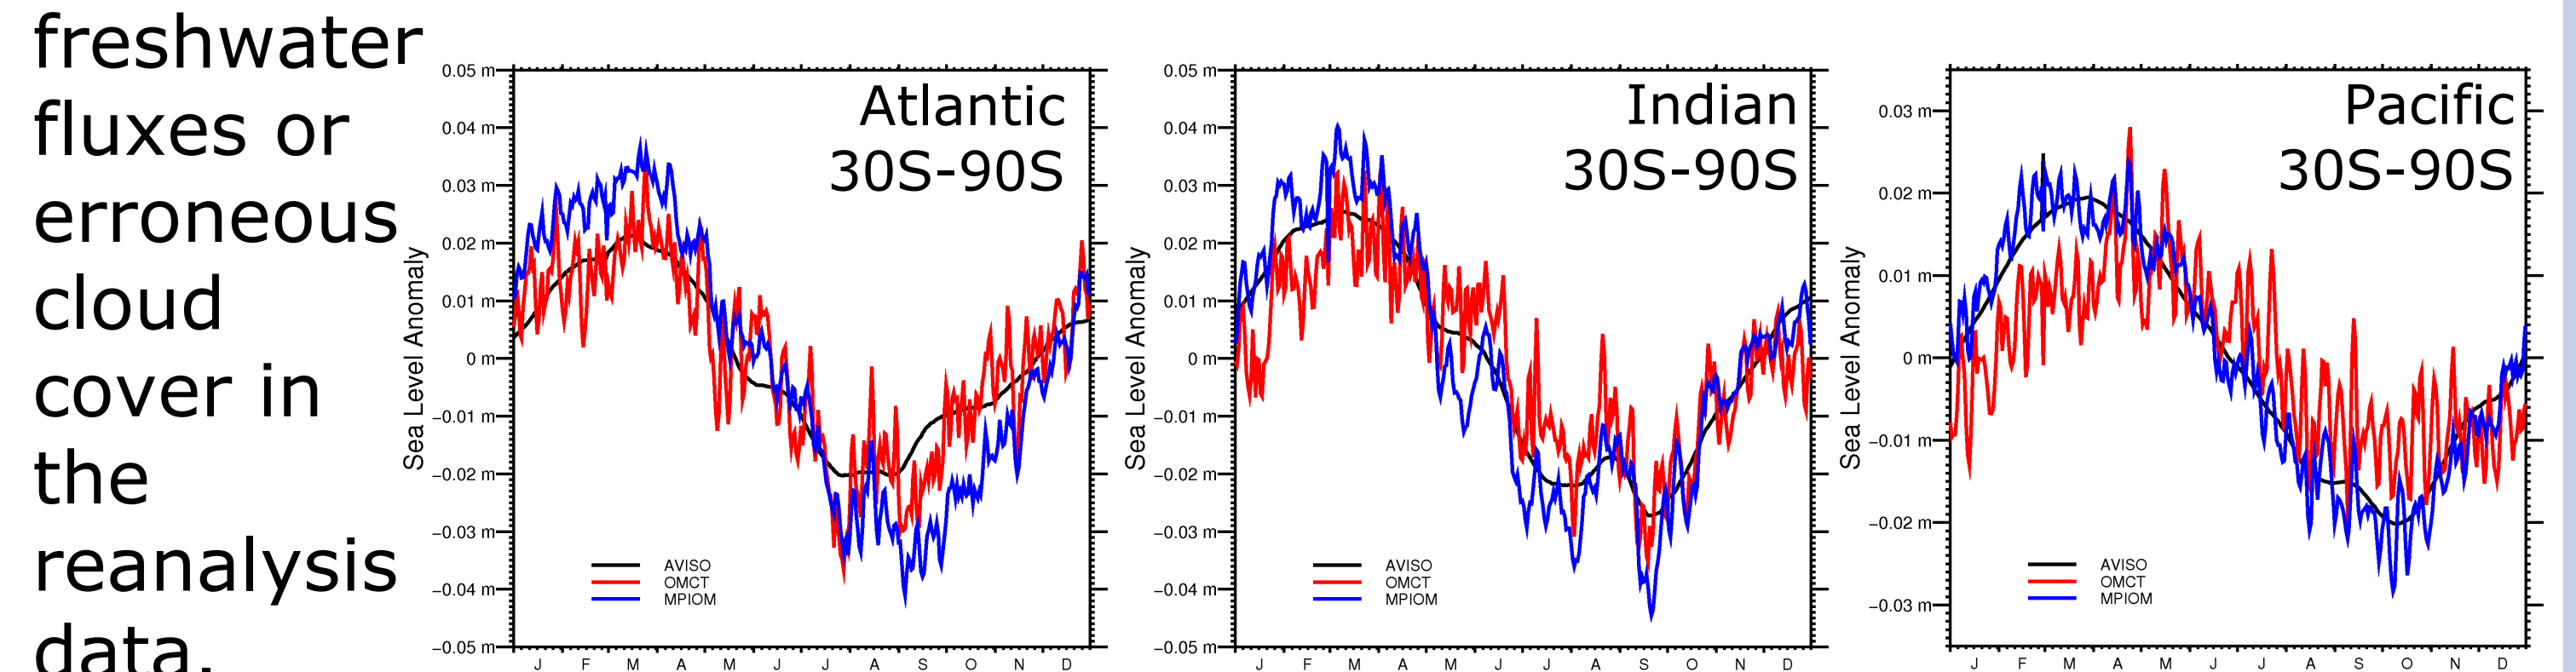 freshwater
fluxes or
erroneous
cloud
cover in
the
reanalysis
data.
Sea Level Anomaly
0.05 m
0.04 m
0.03 m
0.02 m
0.01 m
0 m
−0.01 m
−0.02 m
−0.03 m
−0.04 m
−0.05 m
Atlantic
30S-90S
AVISO
OMCT
MPIOM
J F M A M J J A S O N D
Sea Level Anomaly
0.05 m
0.04 m
0.03 m
0.02 m
0.01 m
0 m
−0.01 m
−0.02 m
−0.03 m
−0.04 m
−0.05 m
Indian
30S-90S
AVISO
OMCT
MPIOM
J F M A M J J A S O N D
Sea Level Anomaly
0.03 m
0.02 m
0.01 m
0 m
−0.01 m
−0.02 m
−0.03 m
Pacific
30S-90S
AVISO
OMCT
MPIOM
J F M A M J J A S O N D